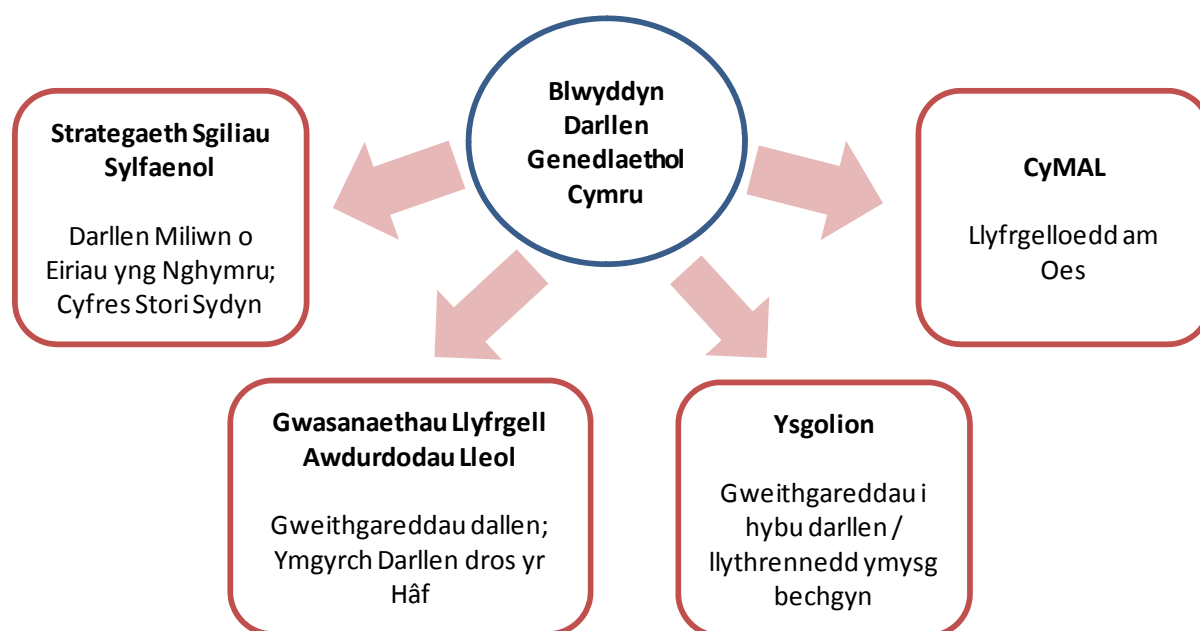 Blwyddyn
Darllen
Genedlaethol
Cymru
Strategaeth Sgiliau
Sylfaenol
Darllen Miliwn o
Eiriau yng Nghymru;
Cyfres Stori Sydyn
CyMAL
Llyfrgelloedd am
Oes
Gwasanaethau Llyfrgell
Awdurdodau Lleol
Gweithgareddau dallen;
Ymgyrch Darllen dros yr
Hâf
Ysgolion
Gweithgareddau i
hybu darllen /
llythrennedd ymysg
bechgyn